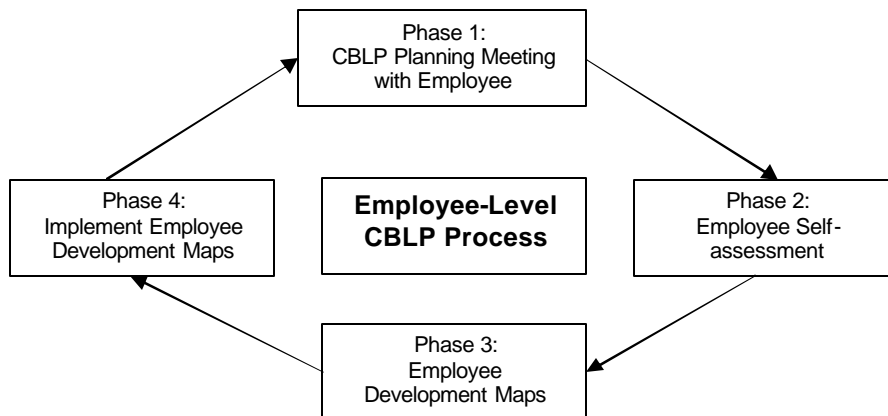 Phase 1:
CBLP Planning Meeting
with Employee
Phase 4:
Implement Employee
Development Maps
Employee-Level
CBLP Process
Phase 2:
Employee Self-
assessment
Phase 3:
Employee
Development Maps